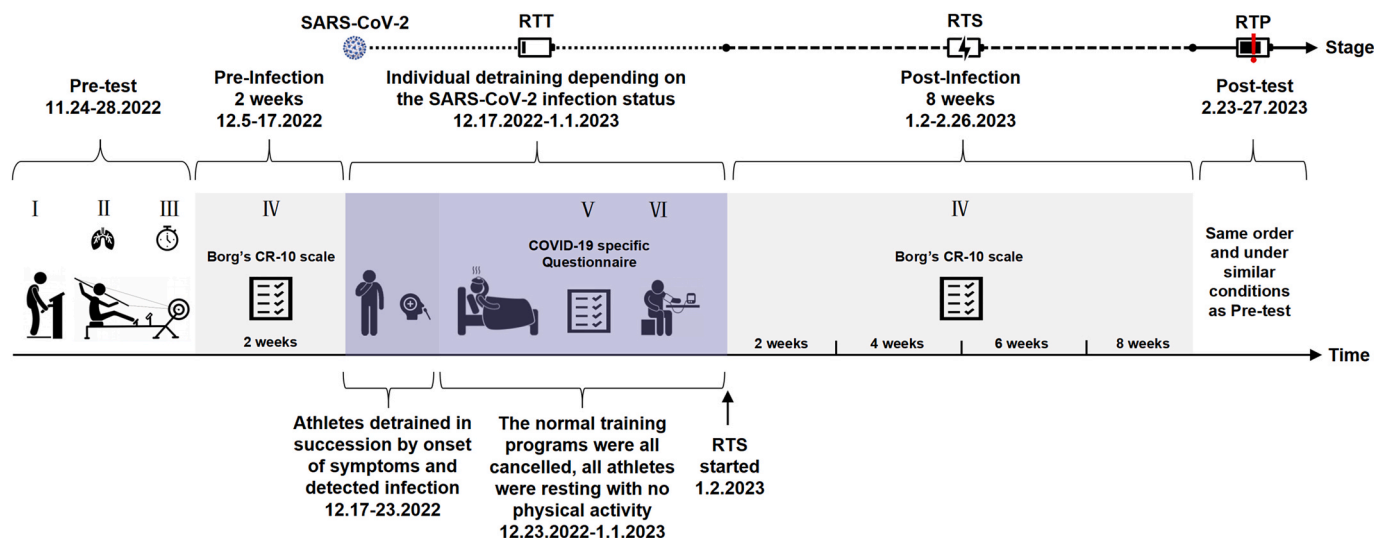 SARS-CoV-2
RTT
RTS
RTP
Stage
Pre-test
11.24-28.2022
Pre-Infection
2 weeks
12.5-17.2022
Individual detraining depending on
the SARS-CoV-2 infection status
12.17.2022-1.1.2023
Post-Infection
8 weeks
1.2-2.26.2023
Post-test
2.23-27.2023
I
II
III
IV
V
VI
IV
Borg's CR-10 scale
COVID-19 specific
Questionnaire
Borg's CR-10 scale
Same order
and under
similar
conditions
as Pre-test
2 weeks
2 weeks
4 weeks
6 weeks
8 weeks
Time
Athletes detrained in
succession by onset
of symptoms and
detected infection
12.17-23.2022
The normal training
programs were all
cancelled, all athletes
were resting with no
physical activity
12.23.2022-1.1.2023
RTS
started
1.2.2023